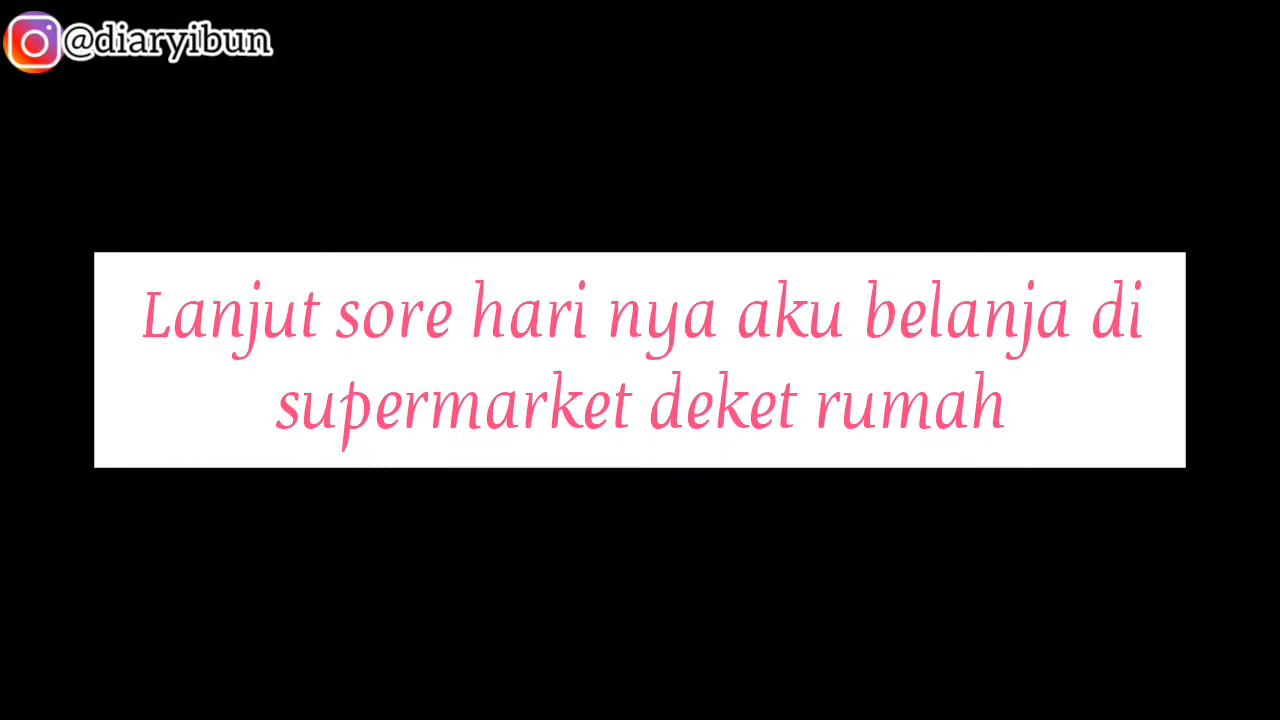 @diaryibun
Lanjut sore hari nya aku belanja di
supermarket deket rumah